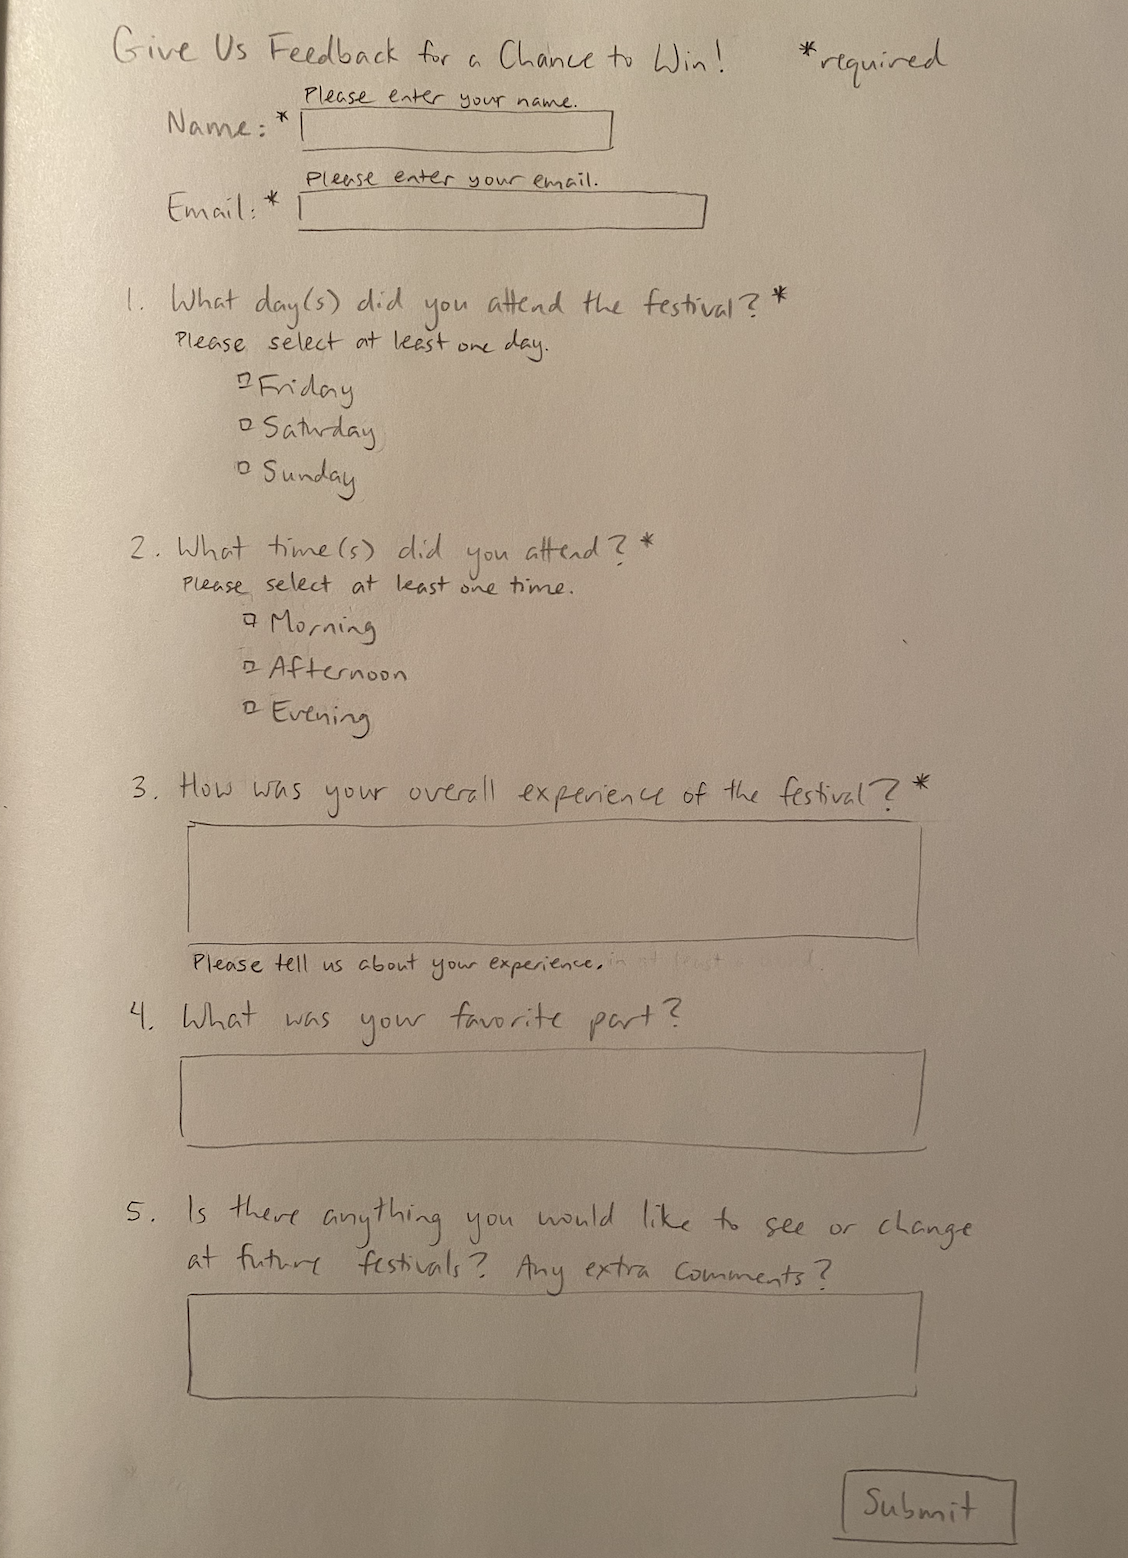 Give Us Feedback for a Chance to Win! *required
Please enter your name.
Name:*
Please enter your email.
Email:*
1. What day(s) did you attend the festival?*
Please select at least one day.
Friday
Saturday
Sunday
2. What time(s) did you attend?*
Please select at least one time.
Morning
Afternoon
Evening
3. How was your overall experience of the festival?*
Please tell us about your experience.
4. What was your favorite part?
5. Is there anything you would like to see or change
at future festivals? Any extra comments?
Submit